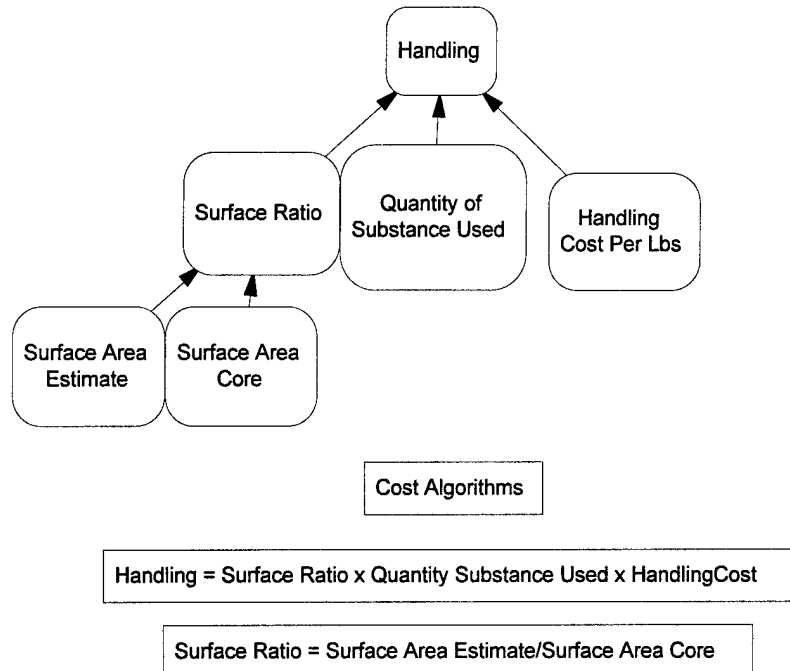 Handling
Surface Ratio
Quantity of
Substance Used
Handling
Cost Per Lbs
Surface Area
Estimate
Surface Area
Core
Cost Algorithms
Handling = Surface Ratio x Quantity Substance Used x HandlingCost
Surface Ratio = Surface Area Estimate/Surface Area Core